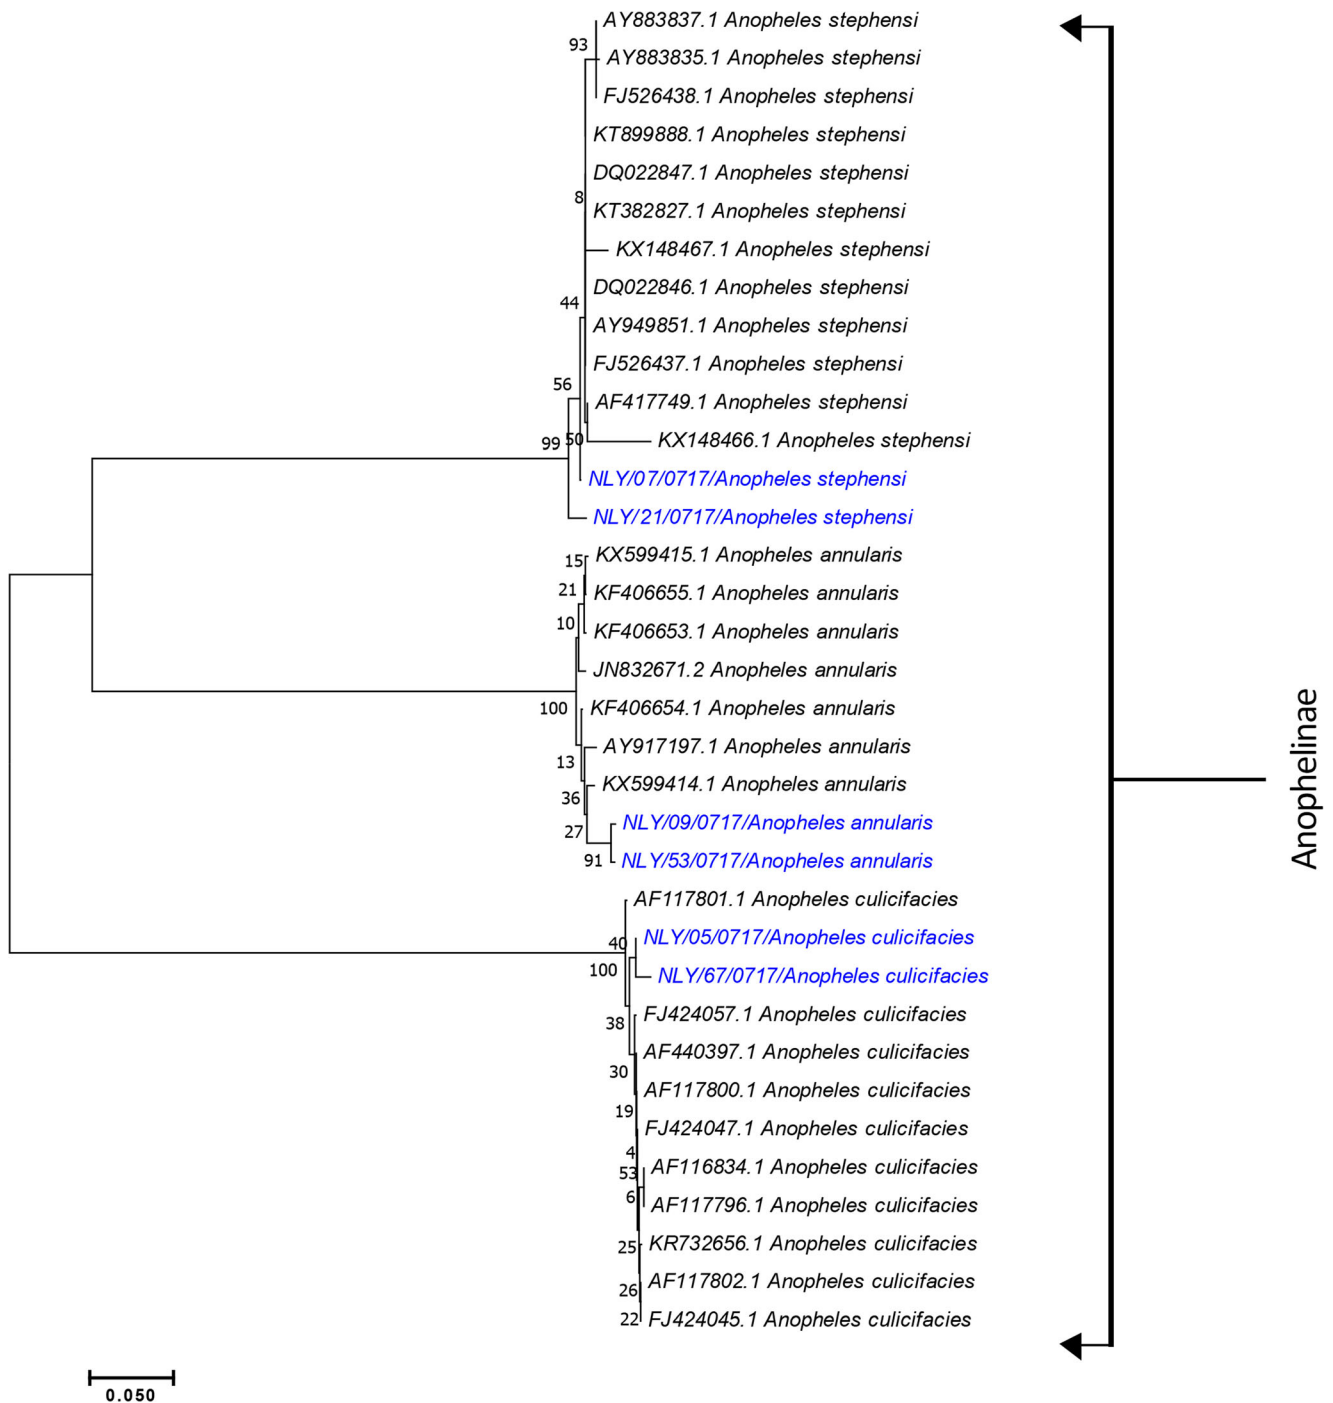 AY883837.1 Anopheles stephensi
93
AY883835.1 Anopheles stephensi
FJ526438.1 Anopheles stephensi
KT899888.1 Anopheles stephensi
DQ022847.1 Anopheles stephensi
8
KT382827.1 Anopheles stephensi
KX148467.1 Anopheles stephensi
DQ022846.1 Anopheles stephensi
44
AY949851.1 Anopheles stephensi
FJ526437.1 Anopheles stephensi
56
AF417749.1 Anopheles stephensi
99
50
KX148466.1 Anopheles stephensi
NLY/07/0717/Anopheles stephensi
NLY/21/0717/Anopheles stephensi
KX599415.1 Anopheles annularis
15
21
KF406655.1 Anopheles annularis
10
KF406653.1 Anopheles annularis
JN832671.2 Anopheles annularis
100
KF406654.1 Anopheles annularis
AY917197.1 Anopheles annularis
13
KX599414.1 Anopheles annularis
36
NLY/09/0717/Anopheles annularis
27
91
NLY/53/0717/Anopheles annularis
AF117801.1 Anopheles culicifacies
40
NLY/05/0717/Anopheles culicifacies
100
NLY/67/0717/Anopheles culicifacies
FJ424057.1 Anopheles culicifacies
38
AF440397.1 Anopheles culicifacies
30
AF117800.1 Anopheles culicifacies
19
FJ424047.1 Anopheles culicifacies
4
53
AF116834.1 Anopheles culicifacies
6
AF117796.1 Anopheles culicifacies
25
KR732656.1 Anopheles culicifacies
26
AF117802.1 Anopheles culicifacies
22
FJ424045.1 Anopheles culicifacies
Anophelinae
0.050